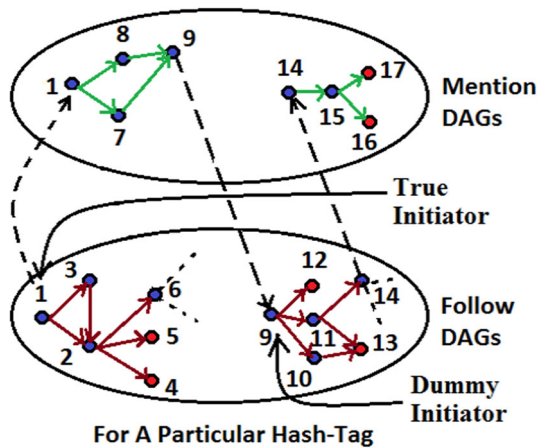 8
9
1
7
14
15
17
16
Mention
DAGs
True
Initiator
3
1
2
6
5
4
12
9
11
10
14
13
Follow
DAGs
Dummy
Initiator
For A Particular Hash-Tag